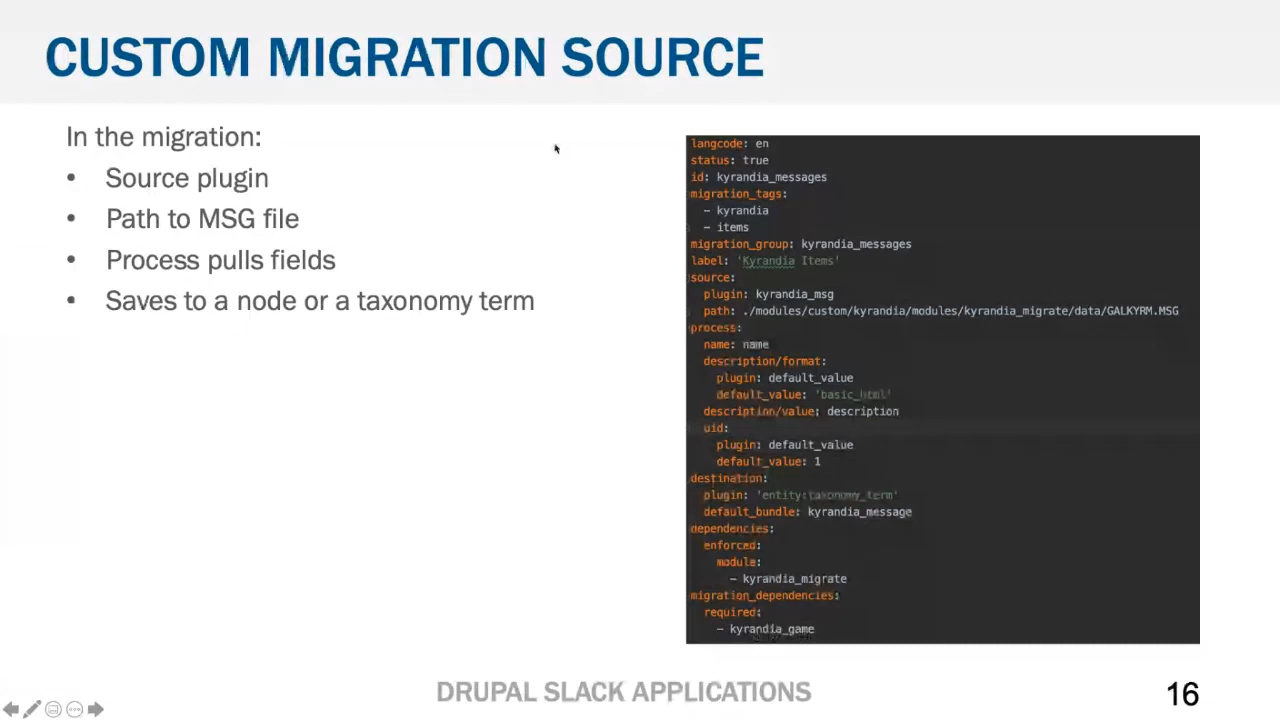 CUSTOM MIGRATION SOURCE
In the migration:
• Source plugin
• Path to MSG file
• Process pulls fields
• Saves to a node or a taxonomy term
langcode: en
status: true
id: kyrandia_messages
migration_tags:
- kyrandia
- items
migration_group: kyrandia_messages
label: 'Kyrandia Items'
source:
plugin: kyrandia_msg
path: ./modules/custom/kyrandia/modules/kyrandia_migrate/data/GALKYRM.MSG
process:
name: name
description/format:
plugin: default_value
default_value: 'basic_html'
description/value: description
uid:
plugin: default_value
default_value: 1
destination:
plugin: 'entity:taxonomy_term'
default_bundle: kyrandia_message
dependencies:
enforced:
module:
- kyrandia_migrate
migration_dependencies:
required:
- kyrandia_game
DRUPAL SLACK APPLICATIONS
16